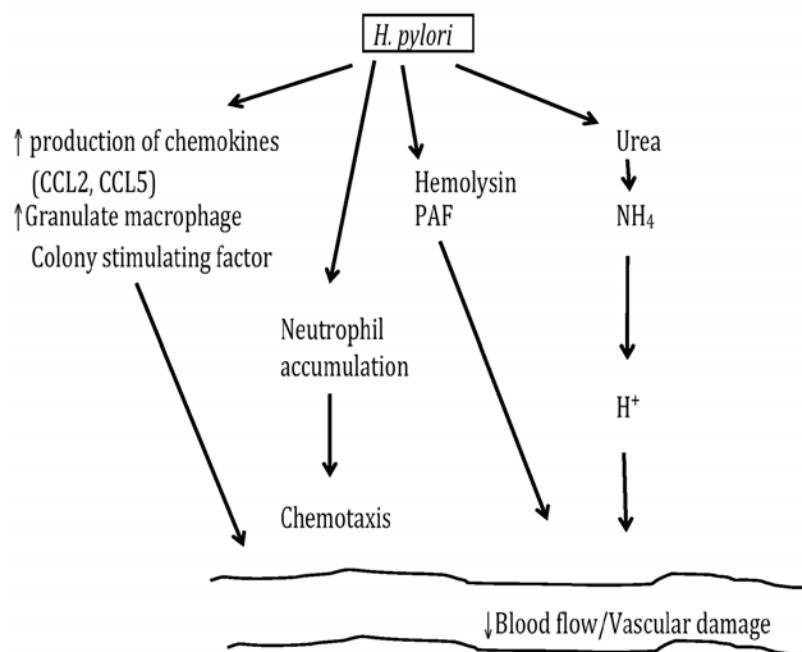 H. pylori
↑ production of chemokines
(CCL2, CCL5)
↑Granulate macrophage
Colony stimulating factor
Neutrophil
accumulation
Chemotaxis
Hemolysin
PAF
Urea
NH₄
H⁺
↓Blood flow/Vascular damage